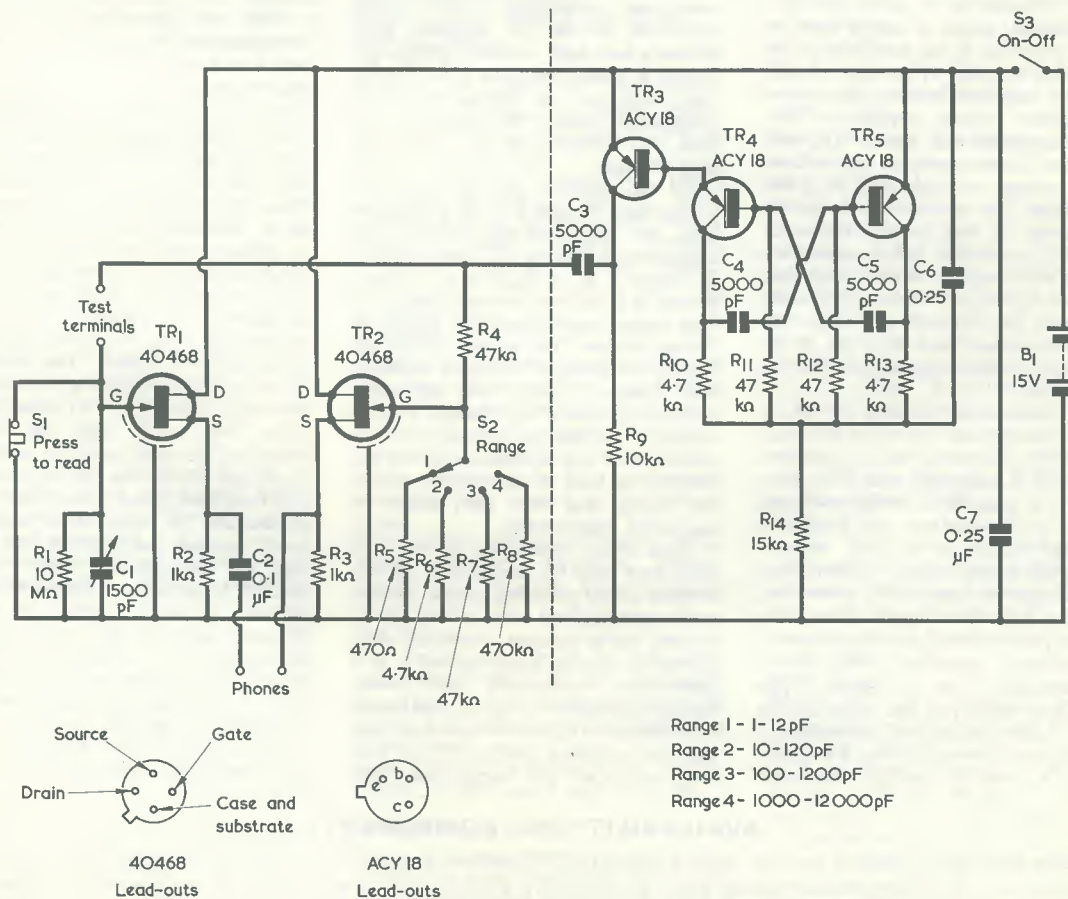 S3
On-Off
TR3
ACY 18
TR4
ACY 18
TR5
ACY 18
C3
5000
pF
C4
5000
pF
C5
5000
pF
C6
0·25
Test
terminals
TR1
40468
TR2
40468
R4
47kΩ
B1
15V
G
D
S
D
S
G
S1
Press
to read
S2
Range
1
2
3
4
R10
4·7
kΩ
R11
47
kΩ
R12
47
kΩ
R13
4·7
kΩ
R9
10kΩ
R14
15kΩ
C7
0·25
μF
R1
10
MΩ
C1
1500
pF
R2
1kΩ
C2
0·1
μF
R3
1kΩ
R5
R6
R7
R8
470Ω
4·7kΩ
47kΩ
470kΩ
Phones
Source
Gate
Drain
Case and
substrate
40468
Lead-outs
e
b
c
ACY 18
Lead-outs
Range 1 - 1-12pF
Range 2 - 10-120pF
Range 3 - 100-1200pF
Range 4 - 1000-12000pF